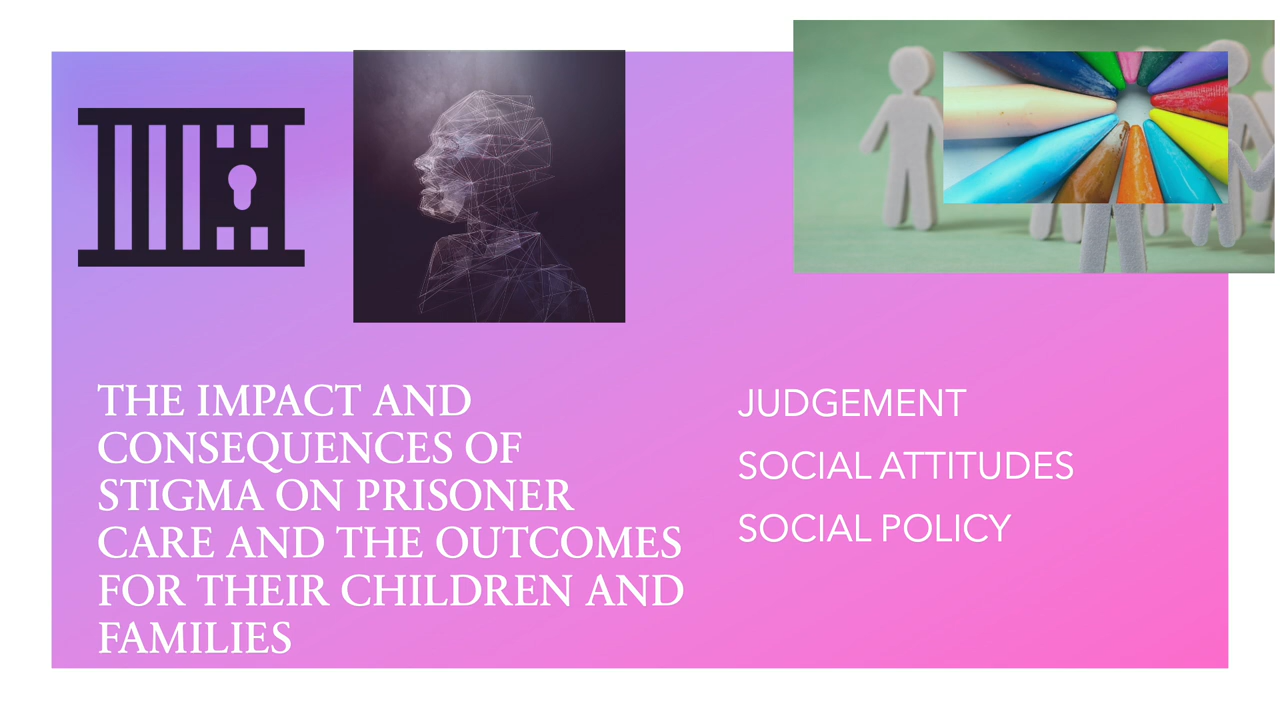 THE IMPACT AND
CONSEQUENCES OF
STIGMA ON PRISONER
CARE AND THE OUTCOMES
FOR THEIR CHILDREN AND
FAMILIES
JUDGEMENT
SOCIAL ATTITUDES
SOCIAL POLICY